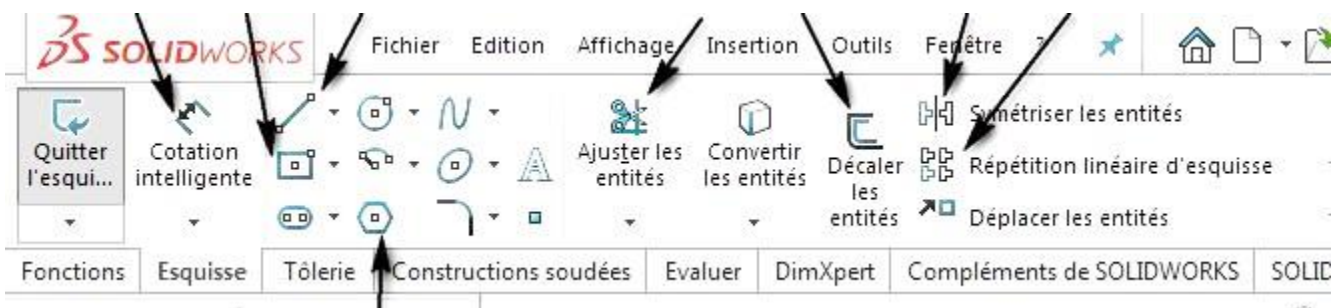 SOLIDWORKS Fichier Edition Affichage Insertion Outils Fenêtre ?
Quitter l'esqui...
Cotation intelligente
Ajuster les entités
Convertir les entités
Décaler les entités
Symétriser les entités
Répétition linéaire d'esquisse
Déplacer les entités
Fonctions Esquisse Tôlerie Constructions soudées Evaluer DimXpert Compléments de SOLIDWORKS SOLID